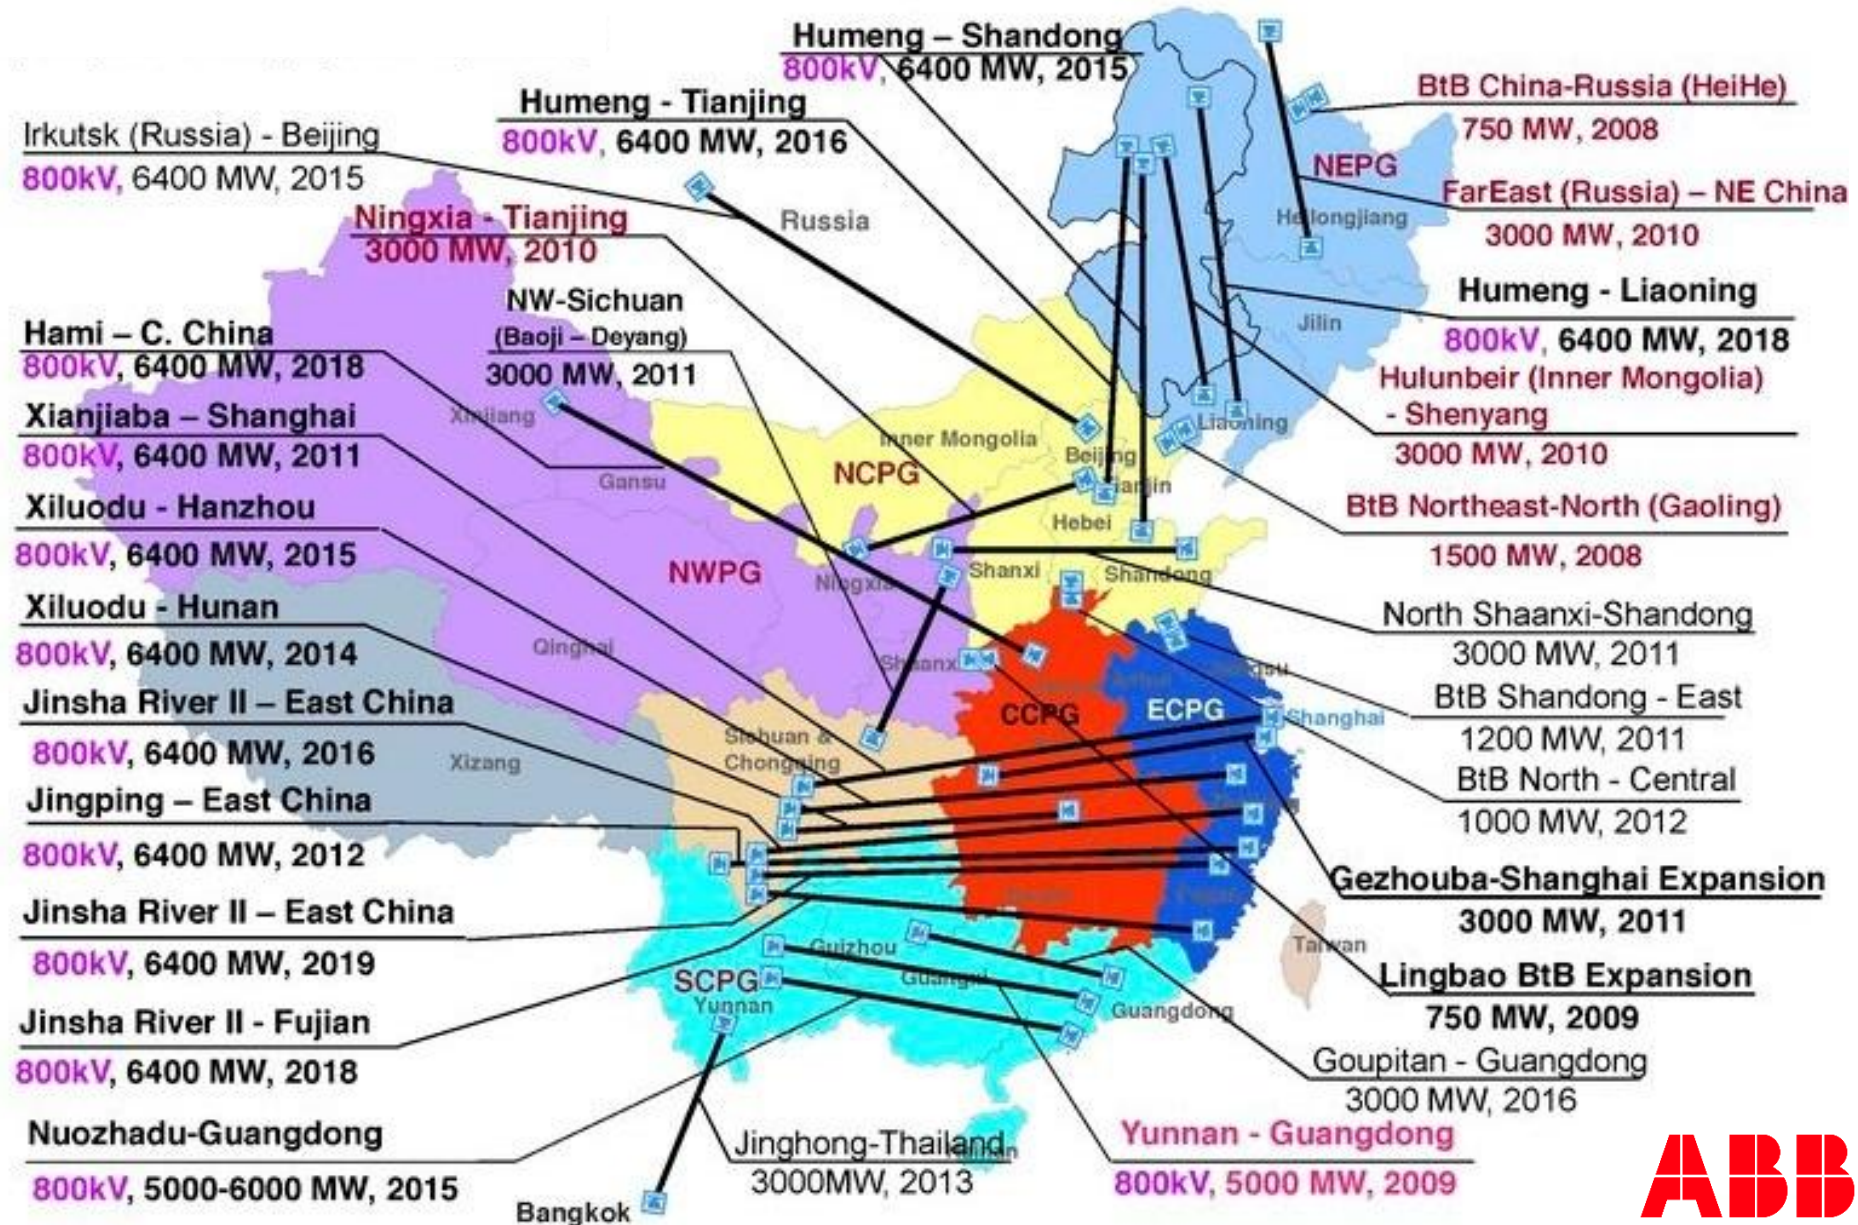 Humeng – Shandong
800kV, 6400 MW, 2015
Humeng - Tianjing
800kV, 6400 MW, 2016
Irkutsk (Russia) - Beijing
800kV, 6400 MW, 2015
Ningxia - Tianjing
3000 MW, 2010
NW-Sichuan
(Baoji – Deyang)
3000 MW, 2011
Hami – C. China
800kV, 6400 MW, 2018
Xianjiaba – Shanghai
800kV, 6400 MW, 2011
Xiluodu - Hanzhou
800kV, 6400 MW, 2015
Xiluodu - Hunan
800kV, 6400 MW, 2014
Jinsha River II – East China
800kV, 6400 MW, 2016
Jingping – East China
800kV, 6400 MW, 2012
Jinsha River II – East China
800kV, 6400 MW, 2019
Jinsha River II - Fujian
800kV, 6400 MW, 2018
Nuozhadu-Guangdong
800kV, 5000-6000 MW, 2015
BtB China-Russia (HeiHe)
750 MW, 2008
FarEast (Russia) – NE China
3000 MW, 2010
Humeng - Liaoning
800kV, 6400 MW, 2018
Hulunbeir (Inner Mongolia)
- Shenyang
3000 MW, 2010
BtB Northeast-North (Gaoling)
1500 MW, 2008
North Shaanxi-Shandong
3000 MW, 2011
BtB Shandong - East
1200 MW, 2011
BtB North - Central
1000 MW, 2012
Gezhouba-Shanghai Expansion
3000 MW, 2011
Lingbao BtB Expansion
750 MW, 2009
Goupitan - Guangdong
3000 MW, 2016
Yunnan - Guangdong
800kV, 5000 MW, 2009
Jinghong-Thailand
3000MW, 2013
Bangkok
Russia
NEPG
Heilongjiang
Jilin
Liaoning
Xinjiang
Gansu
Inner Mongolia
NCPG
Beijing
Tianjin
Hebei
NWPG
Ningxia
Shanxi
Shandong
Qinghai
Shaanxi
CCPG
ECPG
Shanghai
Sichuan &
Chongqing
Xizang
SCPG
Yunnan
Guizhou
Guangxi
Guangdong
Taiwan
ABB